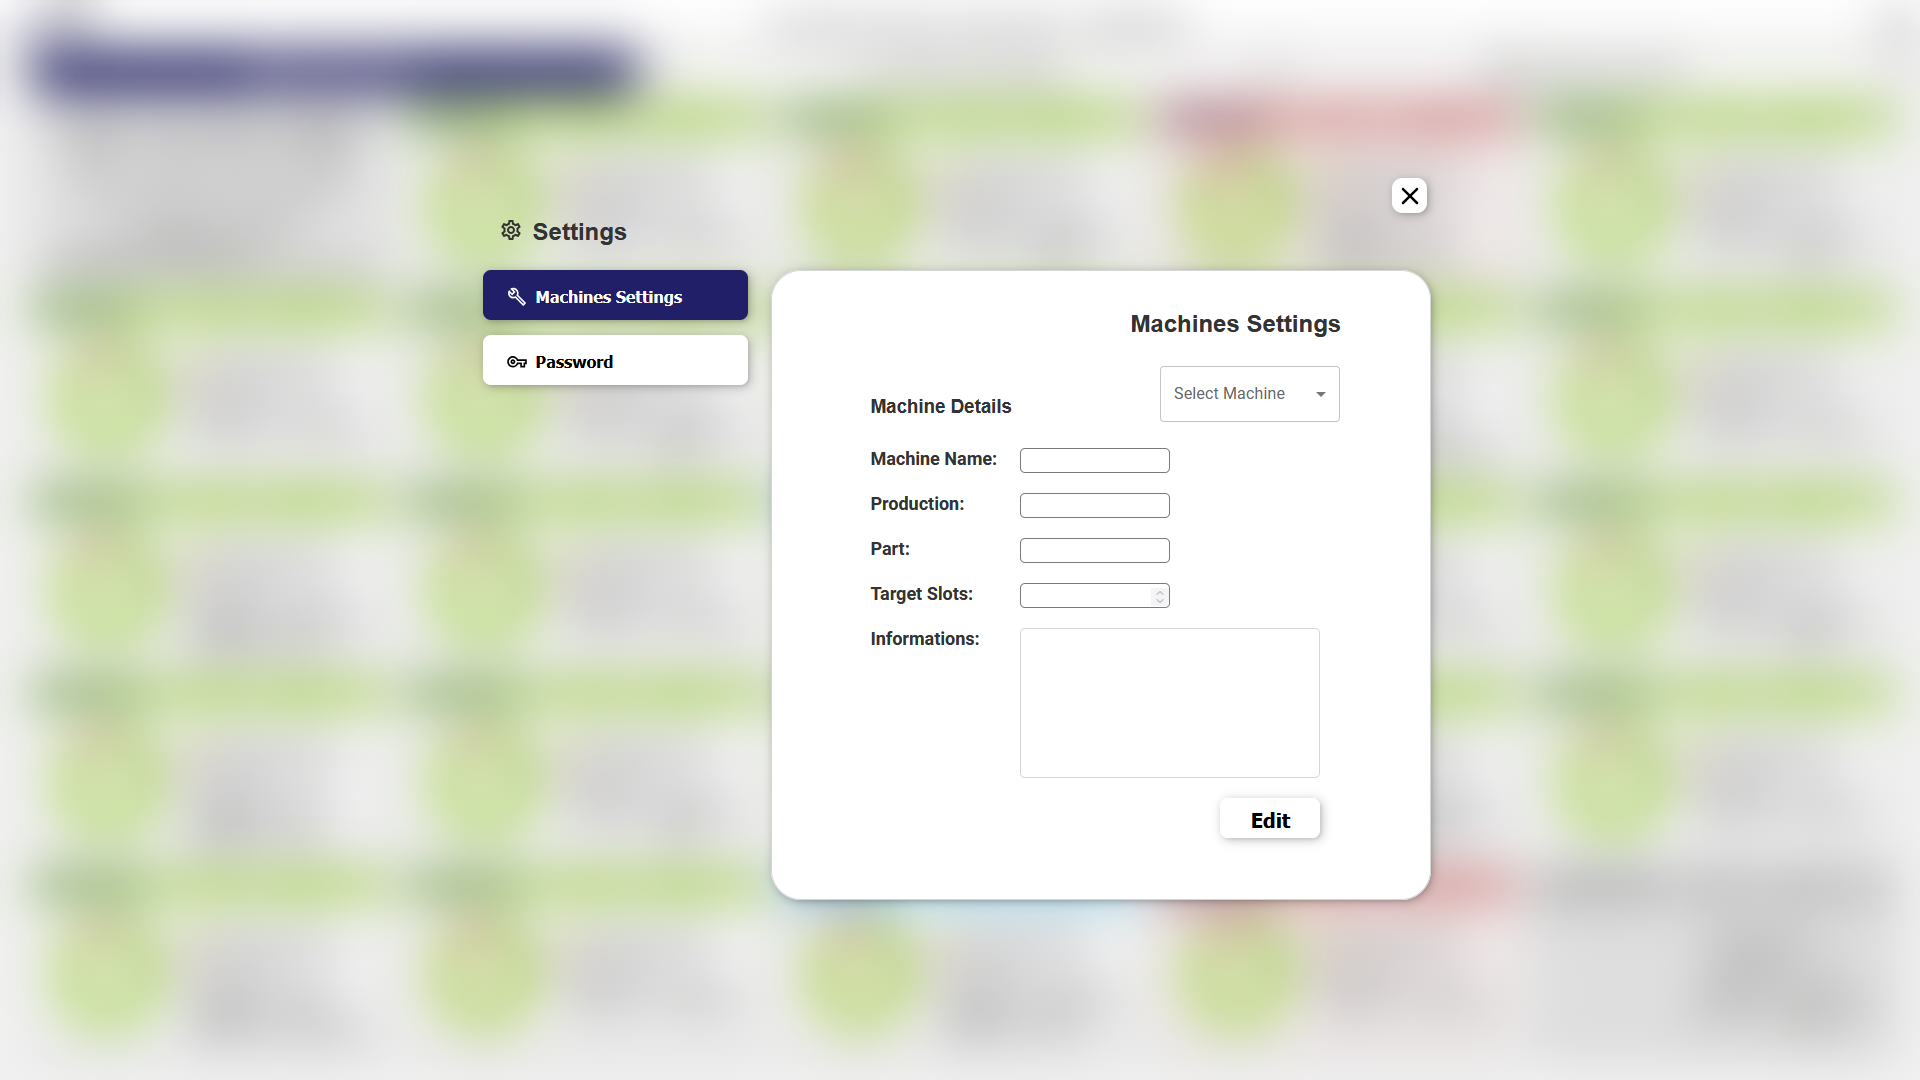 Settings
Machines Settings
Password
Machines Settings
Select Machine
Machine Details
Machine Name:
Production:
Part:
Target Slots:
Informations:
Edit